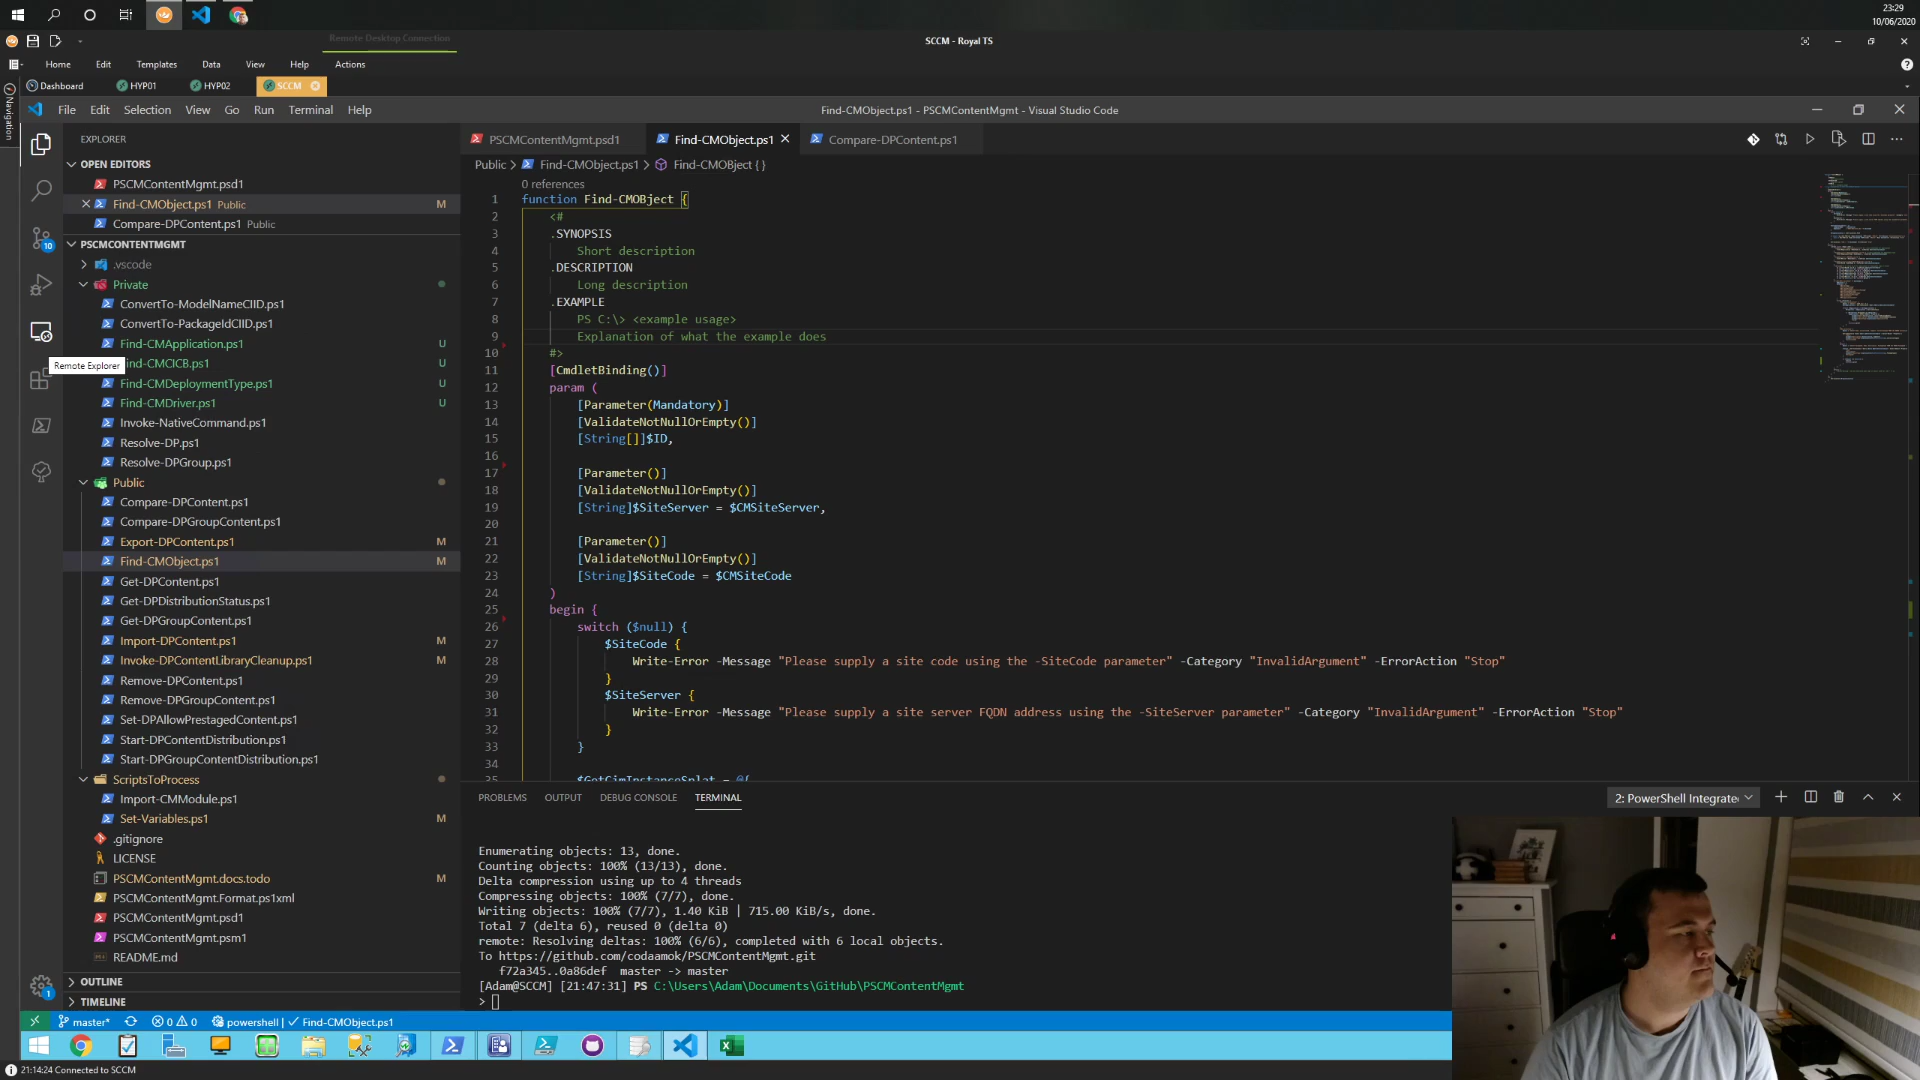 23:29
10/06/2020
Remote Desktop Connection
SCCM - Royal TS
Home Edit Templates Data View Help Actions
Navigation
Dashboard HYP01 HYP02 SCCM
File Edit Selection View Go Run Terminal Help
Find-CMObject.ps1 - PSCMContentMgmt - Visual Studio Code
EXPLORER
OPEN EDITORS
PSCMContentMgmt.psd1
Find-CMObject.ps1 Public M
Compare-DPContent.ps1 Public
PSCMCONTENTMGMT
.vscode
Private
ConvertTo-ModelNameCIID.ps1
ConvertTo-PackageIdCIID.ps1
Find-CMApplication.ps1 U
Find-CMCICB.ps1 U
Remote Explorer
Find-CMDeploymentType.ps1 U
Find-CMDriver.ps1 U
Invoke-NativeCommand.ps1
Resolve-DP.ps1
Resolve-DPGroup.ps1
Public
Compare-DPContent.ps1
Compare-DPGroupContent.ps1
Export-DPContent.ps1 M
Find-CMObject.ps1 M
Get-DPContent.ps1
Get-DPDistributionStatus.ps1
Get-DPGroupContent.ps1
Import-DPContent.ps1 M
Invoke-DPContentLibraryCleanup.ps1 M
Remove-DPContent.ps1
Remove-DPGroupContent.ps1
Set-DPAllowPrestagedContent.ps1
Start-DPContentDistribution.ps1
Start-DPGroupContentDistribution.ps1
ScriptsToProcess
Import-CMModule.ps1
Set-Variables.ps1 M
.gitignore
LICENSE
PSCMContentMgmt.docs.todo M
PSCMContentMgmt.Format.ps1xml
PSCMContentMgmt.psd1
PSCMContentMgmt.psm1
README.md
OUTLINE
TIMELINE
10
1
PSCMContentMgmt.psd1 Find-CMObject.ps1 Compare-DPContent.ps1
Public > Find-CMObject.ps1 > Find-CMObject { }
0 references
1 function Find-CMOBject {
2 <#
3 .SYNOPSIS
4 Short description
5 .DESCRIPTION
6 Long description
7 .EXAMPLE
8 PS C:\> <example usage>
9 Explanation of what the example does
10 #>
11 [CmdletBinding()]
12 param (
13 [Parameter(Mandatory)]
14 [ValidateNotNullOrEmpty()]
15 [String[]]$ID,
16
17 [Parameter()]
18 [ValidateNotNullOrEmpty()]
19 [String]$SiteServer = $CMSiteServer,
20
21 [Parameter()]
22 [ValidateNotNullOrEmpty()]
23 [String]$SiteCode = $CMSiteCode
24 )
25 begin {
26 switch ($null) {
27 $SiteCode {
28 Write-Error -Message "Please supply a site code using the -SiteCode parameter" -Category "InvalidArgument" -ErrorAction "Stop"
29 }
30 $SiteServer {
31 Write-Error -Message "Please supply a site server FQDN address using the -SiteServer parameter" -Category "InvalidArgument" -ErrorAction "Stop"
32 }
33 }
34
35 $GetCimInstanceSplat = @{
PROBLEMS OUTPUT DEBUG CONSOLE TERMINAL
2: PowerShell Integrate
Enumerating objects: 13, done.
Counting objects: 100% (13/13), done.
Delta compression using up to 4 threads
Compressing objects: 100% (7/7), done.
Writing objects: 100% (7/7), 1.40 KiB | 715.00 KiB/s, done.
Total 7 (delta 6), reused 0 (delta 0)
remote: Resolving deltas: 100% (6/6), completed with 6 local objects.
To https://github.com/codaamok/PSCMContentMgmt.git
f72a345..0a86def master -> master
[Adam@SCCM] [21:47:31] PS C:\Users\Adam\Documents\GitHub\PSCMContentMgmt
>
master* 0 0 powershell | Find-CMObject.ps1
21:14:24 Connected to SCCM